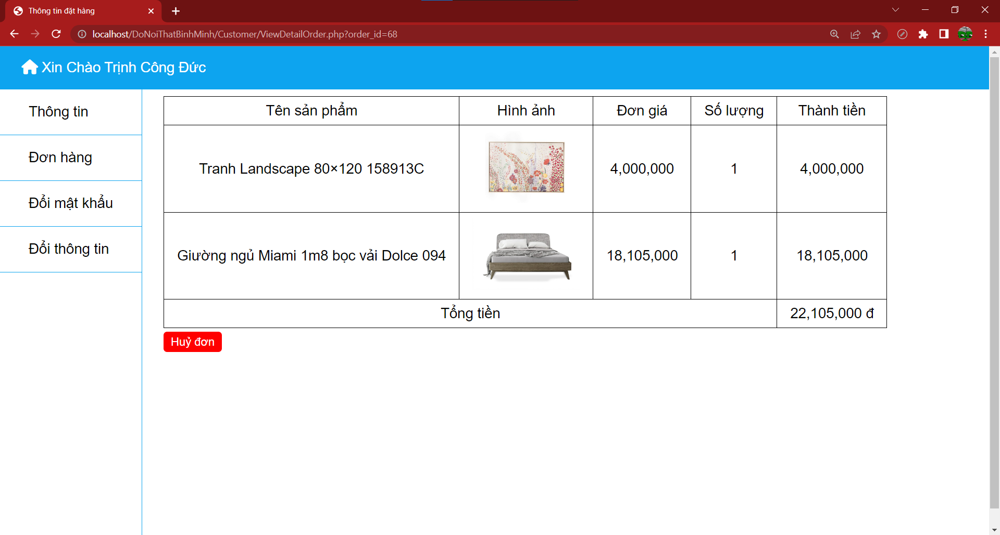 Thông tin đặt hàng
localhost/DoNoiThatBinhMinh/Customer/ViewDetailOrder.php?order_id=68
Xin Chào Trịnh Công Đức
Thông tin
Đơn hàng
Đổi mật khẩu
Đổi thông tin
Tên sản phẩm Hình ảnh Đơn giá Số lượng Thành tiền
Tranh Landscape 80×120 158913C 4,000,000 1 4,000,000
Giường ngủ Miami 1m8 bọc vải Dolce 094 18,105,000 1 18,105,000
Tổng tiền 22,105,000 đ
Huỷ đơn